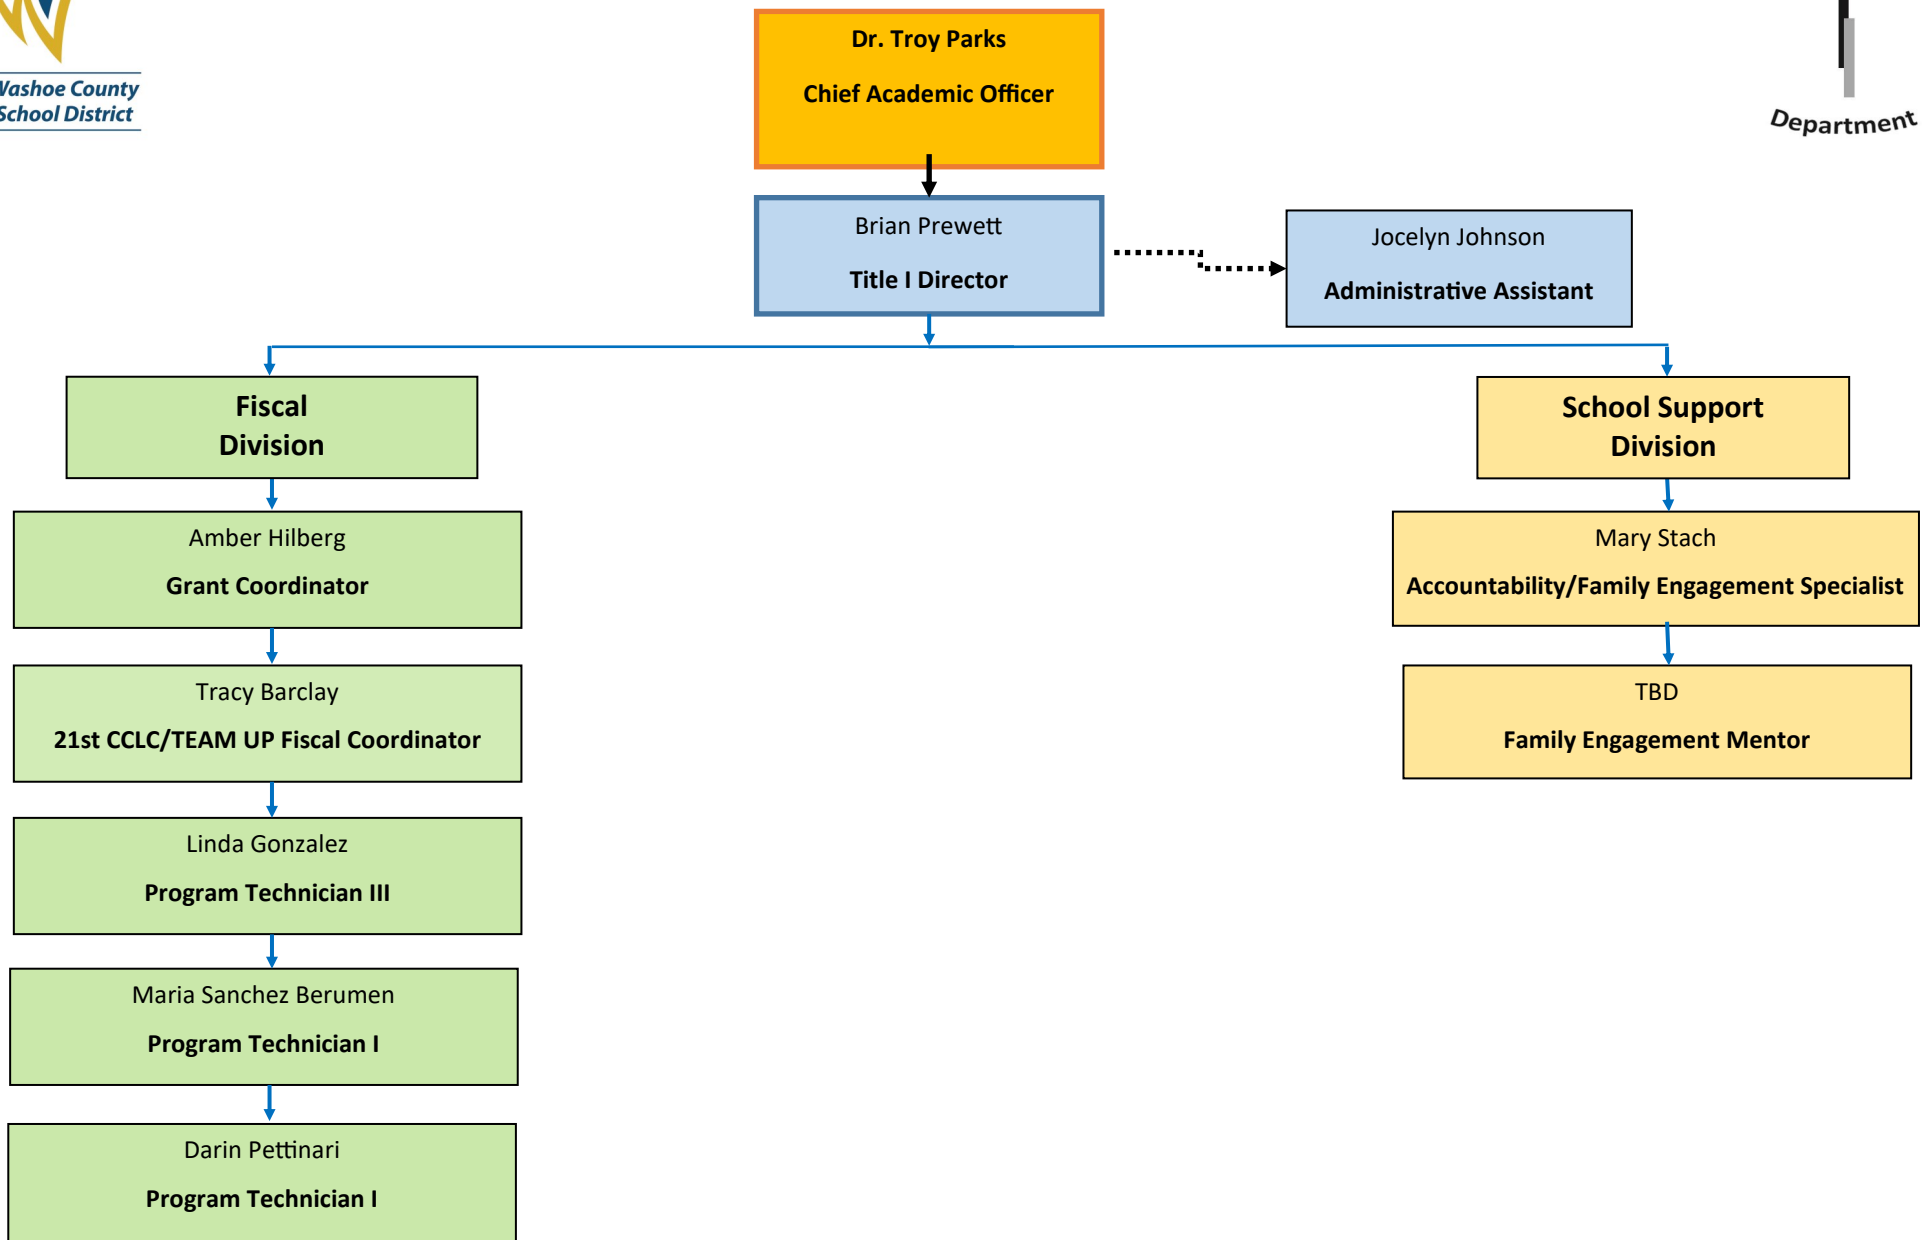 Washoe County
School District
Department
Dr. Troy Parks
Chief Academic Officer
Brian Prewett
Title I Director
Jocelyn Johnson
Administrative Assistant
Fiscal
Division
Amber Hilberg
Grant Coordinator
Tracy Barclay
21st CCLC/TEAM UP Fiscal Coordinator
Linda Gonzalez
Program Technician III
Maria Sanchez Berumen
Program Technician I
Darin Pettinari
Program Technician I
School Support
Division
Mary Stach
Accountability/Family Engagement Specialist
TBD
Family Engagement Mentor